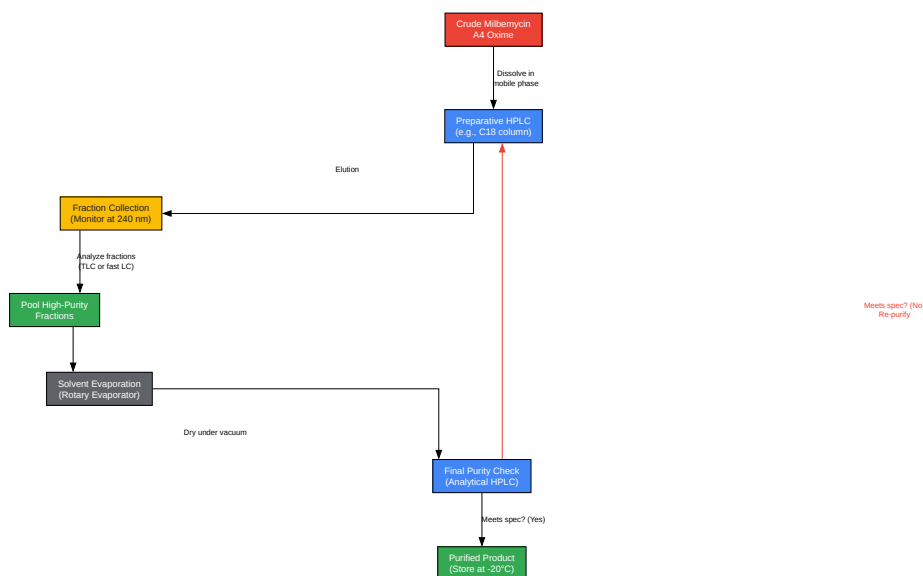 Crude Milbemycin
A4 Oxime
Dissolve in
mobile phase
Preparative HPLC
(e.g., C18 column)
Elution
Fraction Collection
(Monitor at 240 nm)
Analyze fractions
(TLC or fast LC)
Pool High-Purity
Fractions
Meets spec? (No
Re-purify
Solvent Evaporation
(Rotary Evaporator)
Dry under vacuum
Final Purity Check
(Analytical HPLC)
Meets spec? (Yes)
Purified Product
(Store at -20°C)